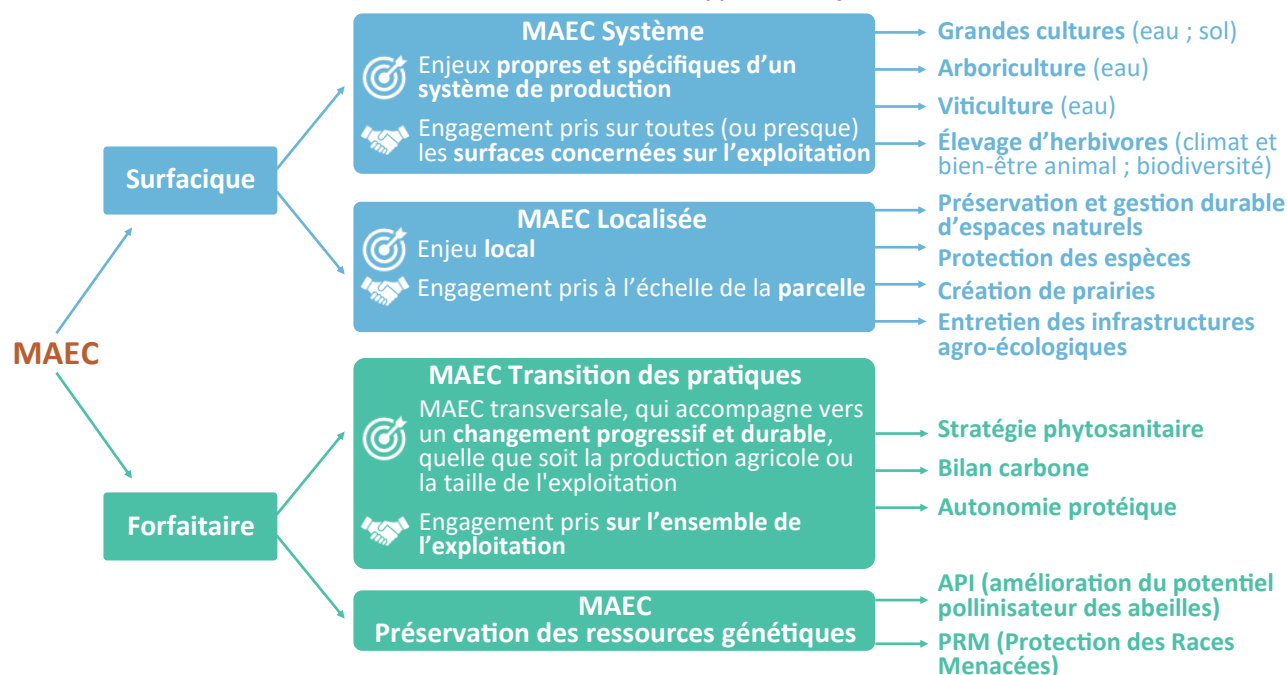 MAEC
Surfacique
MAEC Système
Enjeux propres et spécifiques d'un
système de production
Engagement pris sur toutes (ou presque)
les surfaces concernées sur l'exploitation
Grandes cultures (eau ; sol)
Arboriculture (eau)
Viticulture (eau)
Élevage d'herbivores (climat et
bien-être animal ; biodiversité)
MAEC Localisée
Enjeu local
Engagement pris à l'échelle de la parcelle
Préservation et gestion durable
d'espaces naturels
Protection des espèces
Création de prairies
Entretien des infrastructures
agro-écologiques
Forfaitaire
MAEC Transition des pratiques
MAEC transversale, qui accompagne vers
un changement progressif et durable,
quelle que soit la production agricole ou
la taille de l'exploitation
Engagement pris sur l'ensemble de
l'exploitation
Stratégie phytosanitaire
Bilan carbone
Autonomie protéique
MAEC
Préservation des ressources génétiques
API (amélioration du potentiel
pollinisateur des abeilles)
PRM (Protection des Races
Menacées)